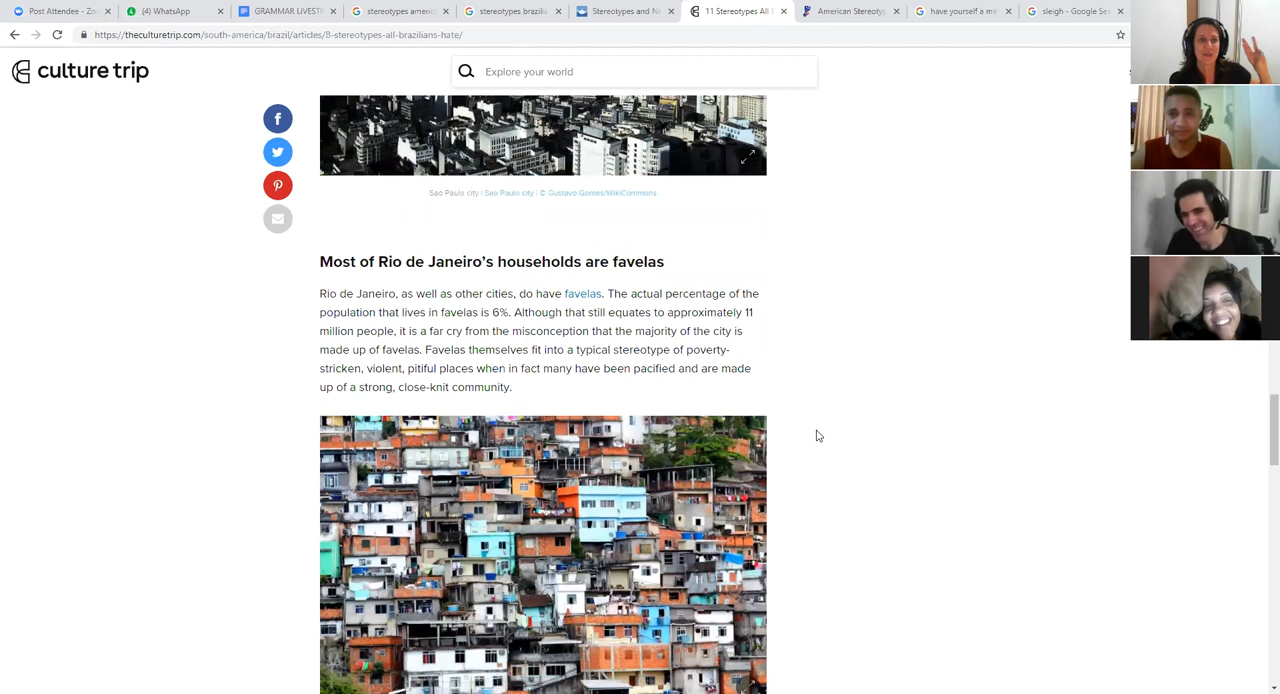 Post Attendee - Zo
(4) WhatsApp
GRAMMAR LiVEST
stereotypes americ
stereotypes brazilia
Stereotypes and Na
11 Stereotypes All
American Stereoty
have yourself a me
sleigh - Google Sea
https://theculturetrip.com/south-america/brazil/articles/8-stereotypes-all-brazilians-hate/
culture trip
Explore your world
Sao Paulo city | Sao Paulo city | © Gustavo Gomes/WikiCommons
Most of Rio de Janeiro's households are favelas
Rio de Janeiro, as well as other cities, do have favelas. The actual percentage of the
population that lives in favelas is 6%. Although that still equates to approximately 11
million people, it is a far cry from the misconception that the majority of the city is
made up of favelas. Favelas themselves fit into a typical stereotype of poverty-
stricken, violent, pitiful places when in fact many have been pacified and are made
up of a strong, close-knit community.